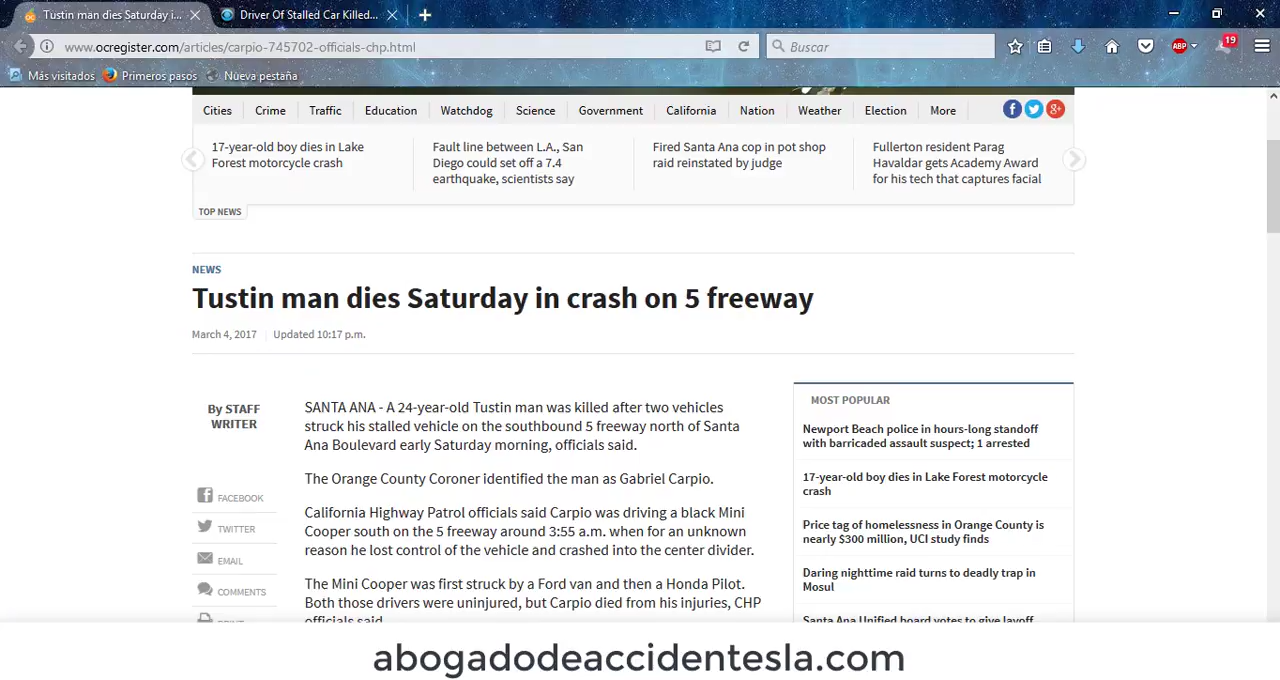 Tustin man dies Saturday i...
Driver Of Stalled Car Killed...
www.ocregister.com/articles/carpio-745702-officials-chp.html
Buscar
ABP
19
Más visitados
Primeros pasos
Nueva pestaña
Cities
Crime
Traffic
Education
Watchdog
Science
Government
California
Nation
Weather
Election
More
17-year-old boy dies in Lake
Forest motorcycle crash
Fault line between L.A., San
Diego could set off a 7.4
earthquake, scientists say
Fired Santa Ana cop in pot shop
raid reinstated by judge
Fullerton resident Parag
Havaldar gets Academy Award
for his tech that captures facial
TOP NEWS
NEWS
Tustin man dies Saturday in crash on 5 freeway
March 4, 2017
Updated 10:17 p.m.
By STAFF
WRITER
FACEBOOK
TWITTER
EMAIL
COMMENTS
PRINT
SANTA ANA - A 24-year-old Tustin man was killed after two vehicles
struck his stalled vehicle on the southbound 5 freeway north of Santa
Ana Boulevard early Saturday morning, officials said.
The Orange County Coroner identified the man as Gabriel Carpio.
California Highway Patrol officials said Carpio was driving a black Mini
Cooper south on the 5 freeway around 3:55 a.m. when for an unknown
reason he lost control of the vehicle and crashed into the center divider.
The Mini Cooper was first struck by a Ford van and then a Honda Pilot.
Both those drivers were uninjured, but Carpio died from his injuries, CHP
officials said.
MOST POPULAR
Newport Beach police in hours-long standoff
with barricaded assault suspect; 1 arrested
17-year-old boy dies in Lake Forest motorcycle
crash
Price tag of homelessness in Orange County is
nearly $300 million, UCI study finds
Daring nighttime raid turns to deadly trap in
Mosul
Santa Ana Unified board votes to give layoff
abogadodeaccidentesla.com